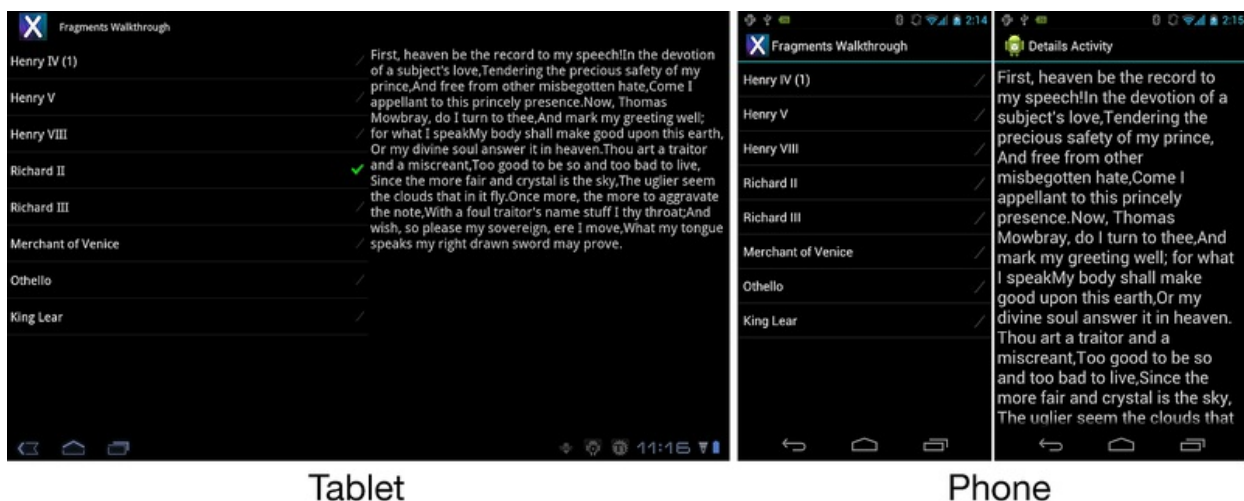 Fragments Walkthrough
Henry IV (1)
Henry V
Henry VIII
Richard II
Richard III
Merchant of Venice
Othello
King Lear
First, heaven be the record to my speech!In the devotion
of a subject's love,Tendering the precious safety of my
prince,And free from other misbegotten hate,Come I
appellant to this princely presence.Now, Thomas
Mowbray, do I turn to thee,And mark my greeting well;
for what I speakMy body shall make good upon this earth,
Or my divine soul answer it in heaven.Thou art a traitor
and a miscreant,Too good to be so and too bad to live,
Since the more fair and crystal is the sky,The uglier seem
the clouds that in it fly.Once more, the more to aggravate
the note,With a foul traitor's name stuff I thy throat;And
wish, so please my sovereign, ere I move,What my tongue
speaks my right drawn sword may prove.
11:16
Tablet
2:14
Fragments Walkthrough
Henry IV (1)
Henry V
Henry VIII
Richard II
Richard III
Merchant of Venice
Othello
King Lear
2:15
Details Activity
First, heaven be the record to
my speech!In the devotion of a
subject's love,Tendering the
precious safety of my prince,
And free from other
misbegotten hate,Come I
appellant to this princely
presence.Now, Thomas
Mowbray, do I turn to thee,And
mark my greeting well; for what
I speakMy body shall make
good upon this earth,Or my
divine soul answer it in heaven.
Thou art a traitor and a
miscreant,Too good to be so
and too bad to live,Since the
more fair and crystal is the sky,
The uglier seem the clouds that
Phone